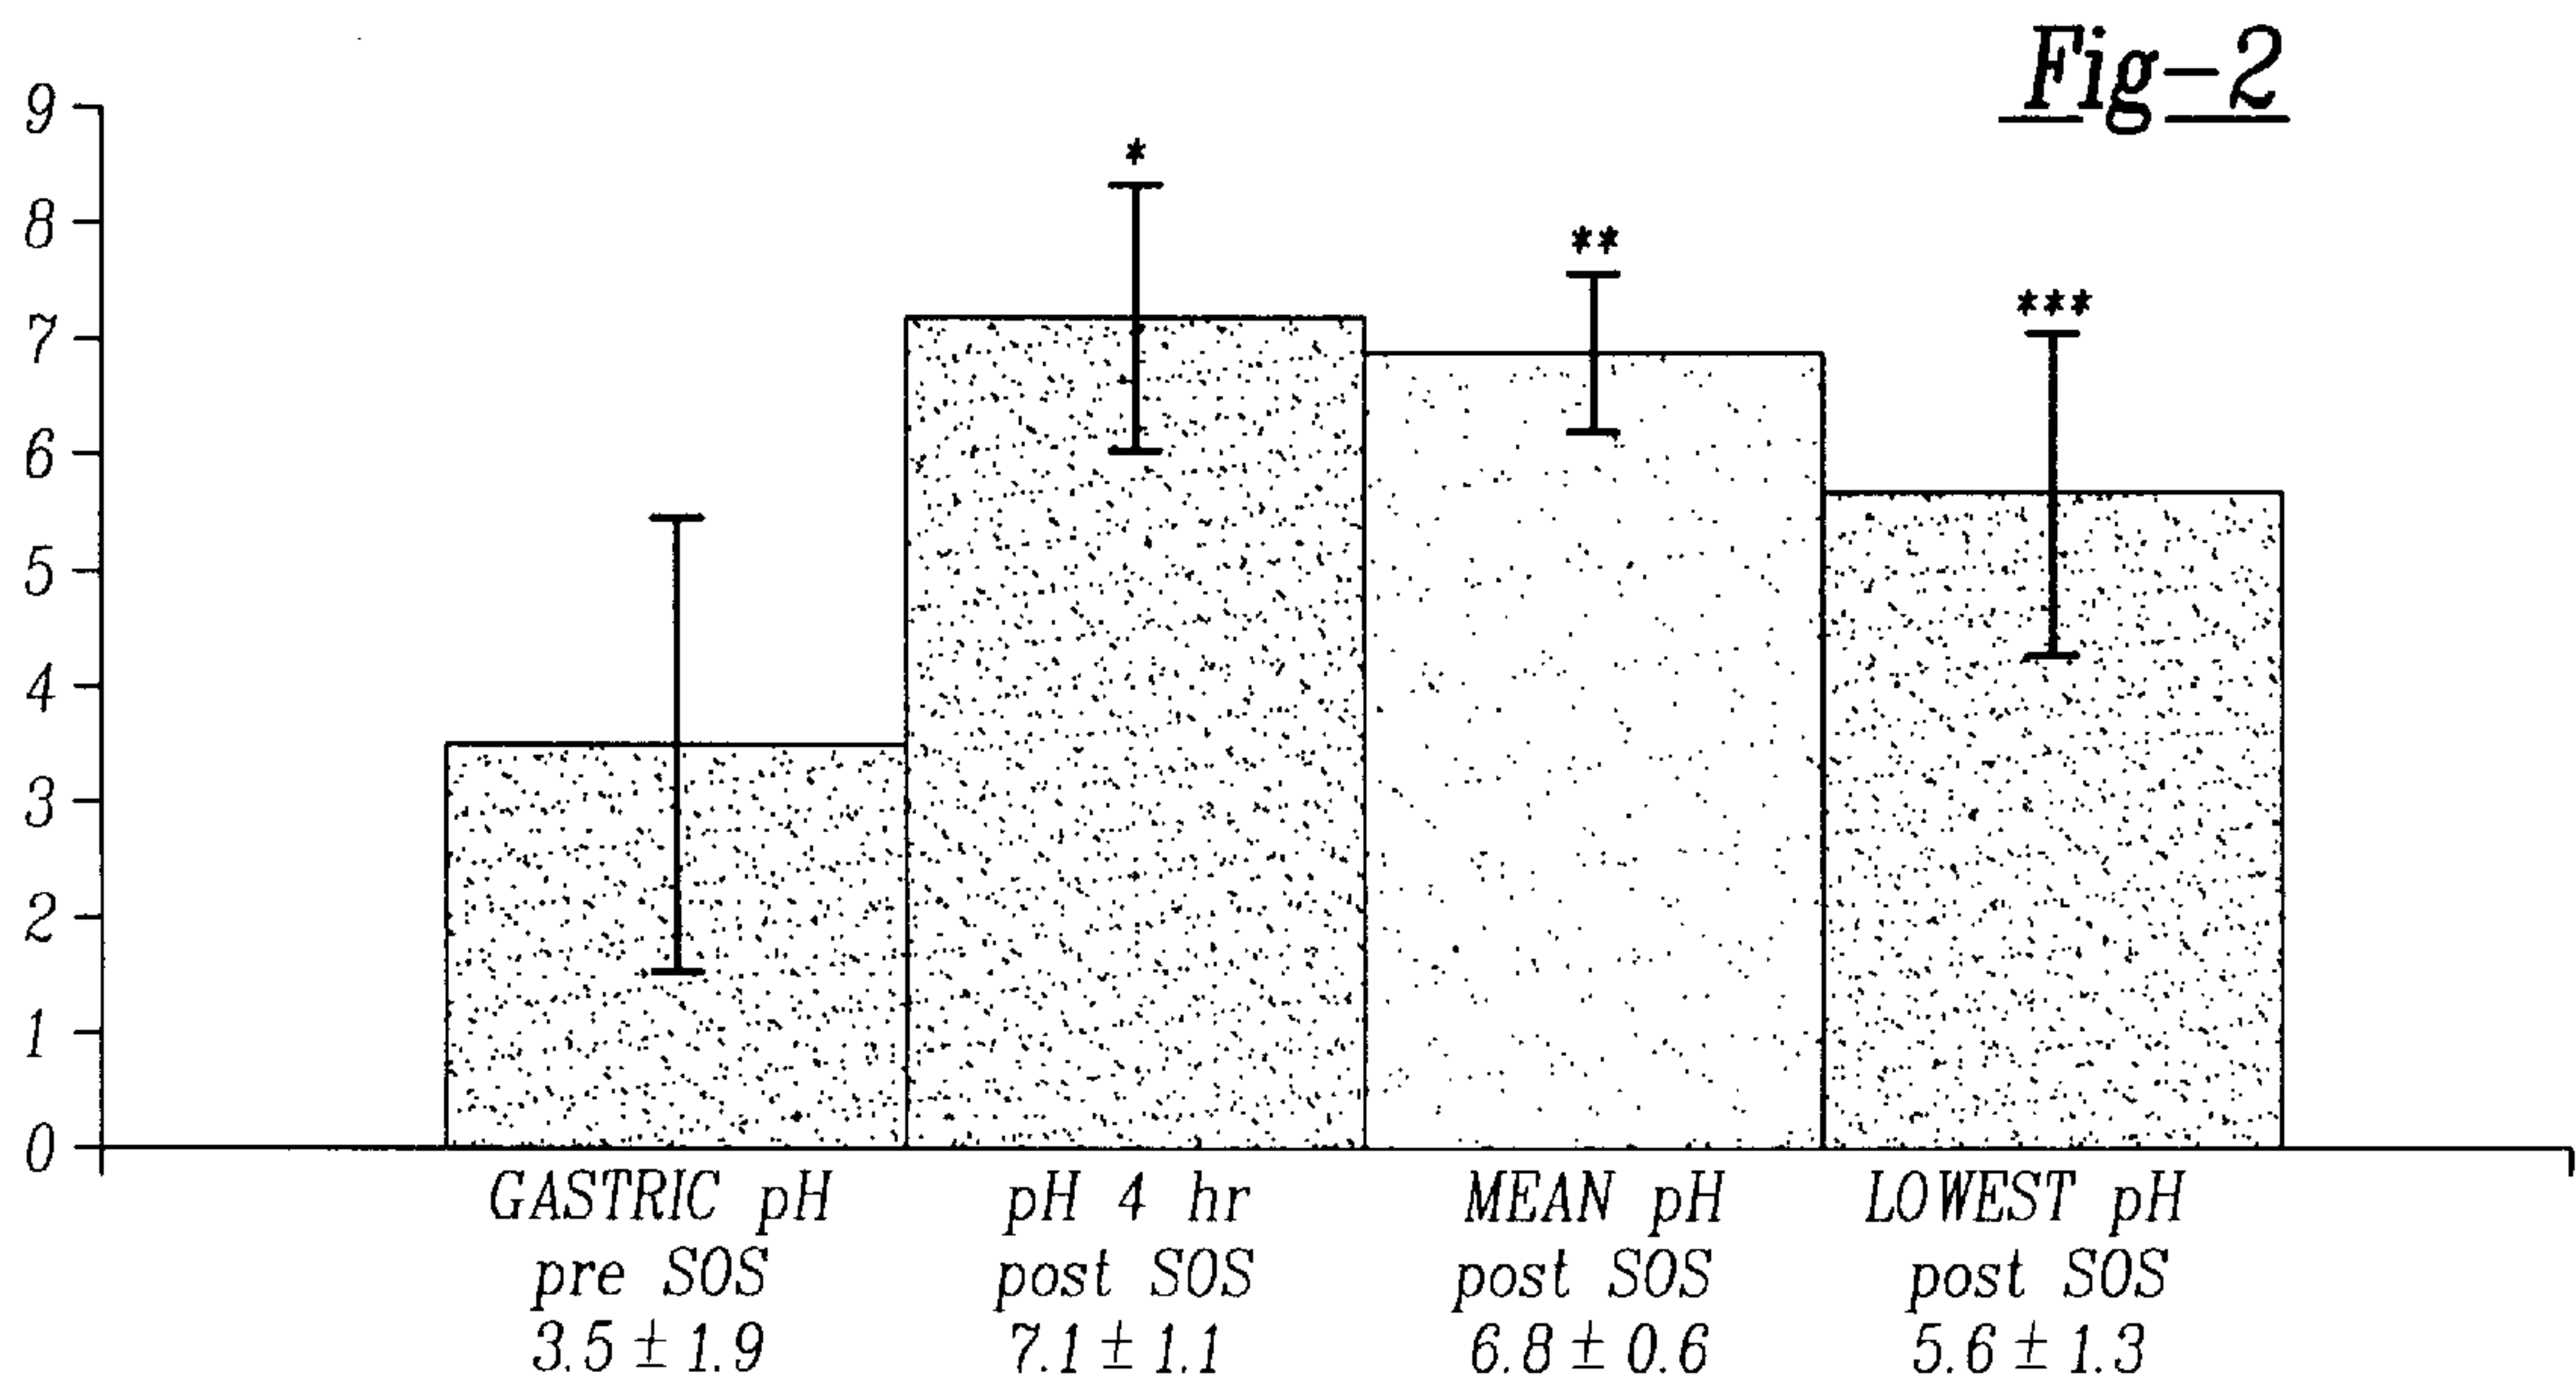 Fig-2
9
8
7
6
5
4
3
2
1
0
*
**
***
GASTRIC pH
pre SOS
3.5 ± 1.9
pH 4 hr
post SOS
7.1 ± 1.1
MEAN pH
post SOS
6.8 ± 0.6
LOWEST pH
post SOS
5.6 ± 1.3